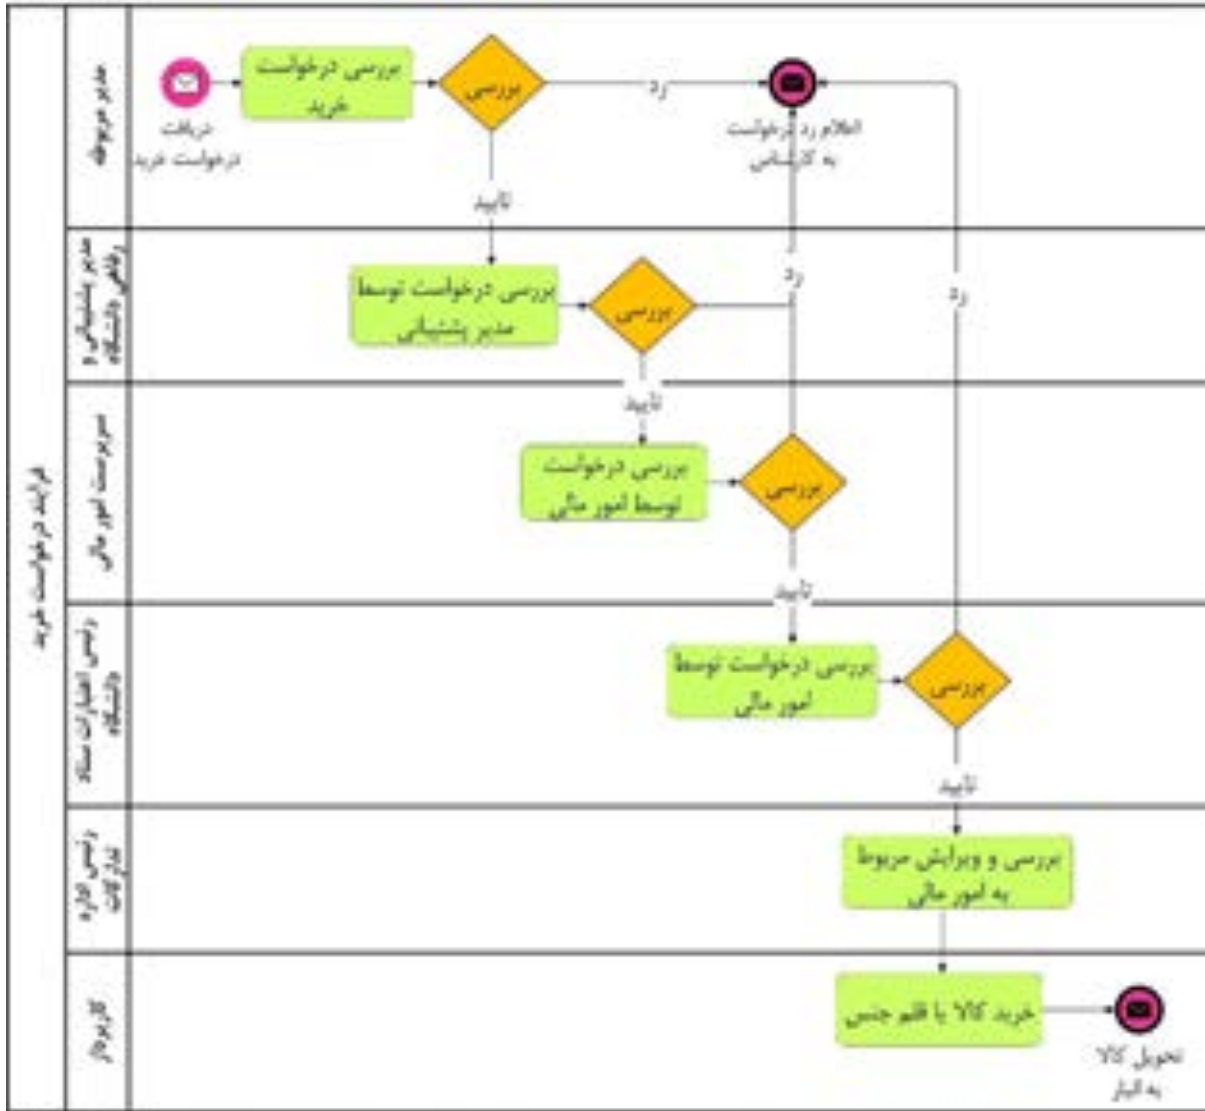 فرایند درخواست خرید
مدیر مربوطه
دریافت
درخواست خرید
بررسی درخواست
خرید
بررسی
رد
اعلام رد درخواست
به کارشناس
تایید
مدیر پشتیبانی و
رفاهی دانشگاه
بررسی درخواست توسط
مدیر پشتیبانی
بررسی
رد
رد
تایید
سرپرست امور مالی
بررسی درخواست
توسط امور مالی
بررسی
تایید
رئیس اعتبارات ستاد
دانشگاه
بررسی درخواست توسط
امور مالی
بررسی
تایید
رئیس اداره
تدارکات
بررسی و ویرایش مربوط
به امور مالی
کارپرداز
خرید کالا یا قلم جنس
تحویل کالا
به انبار